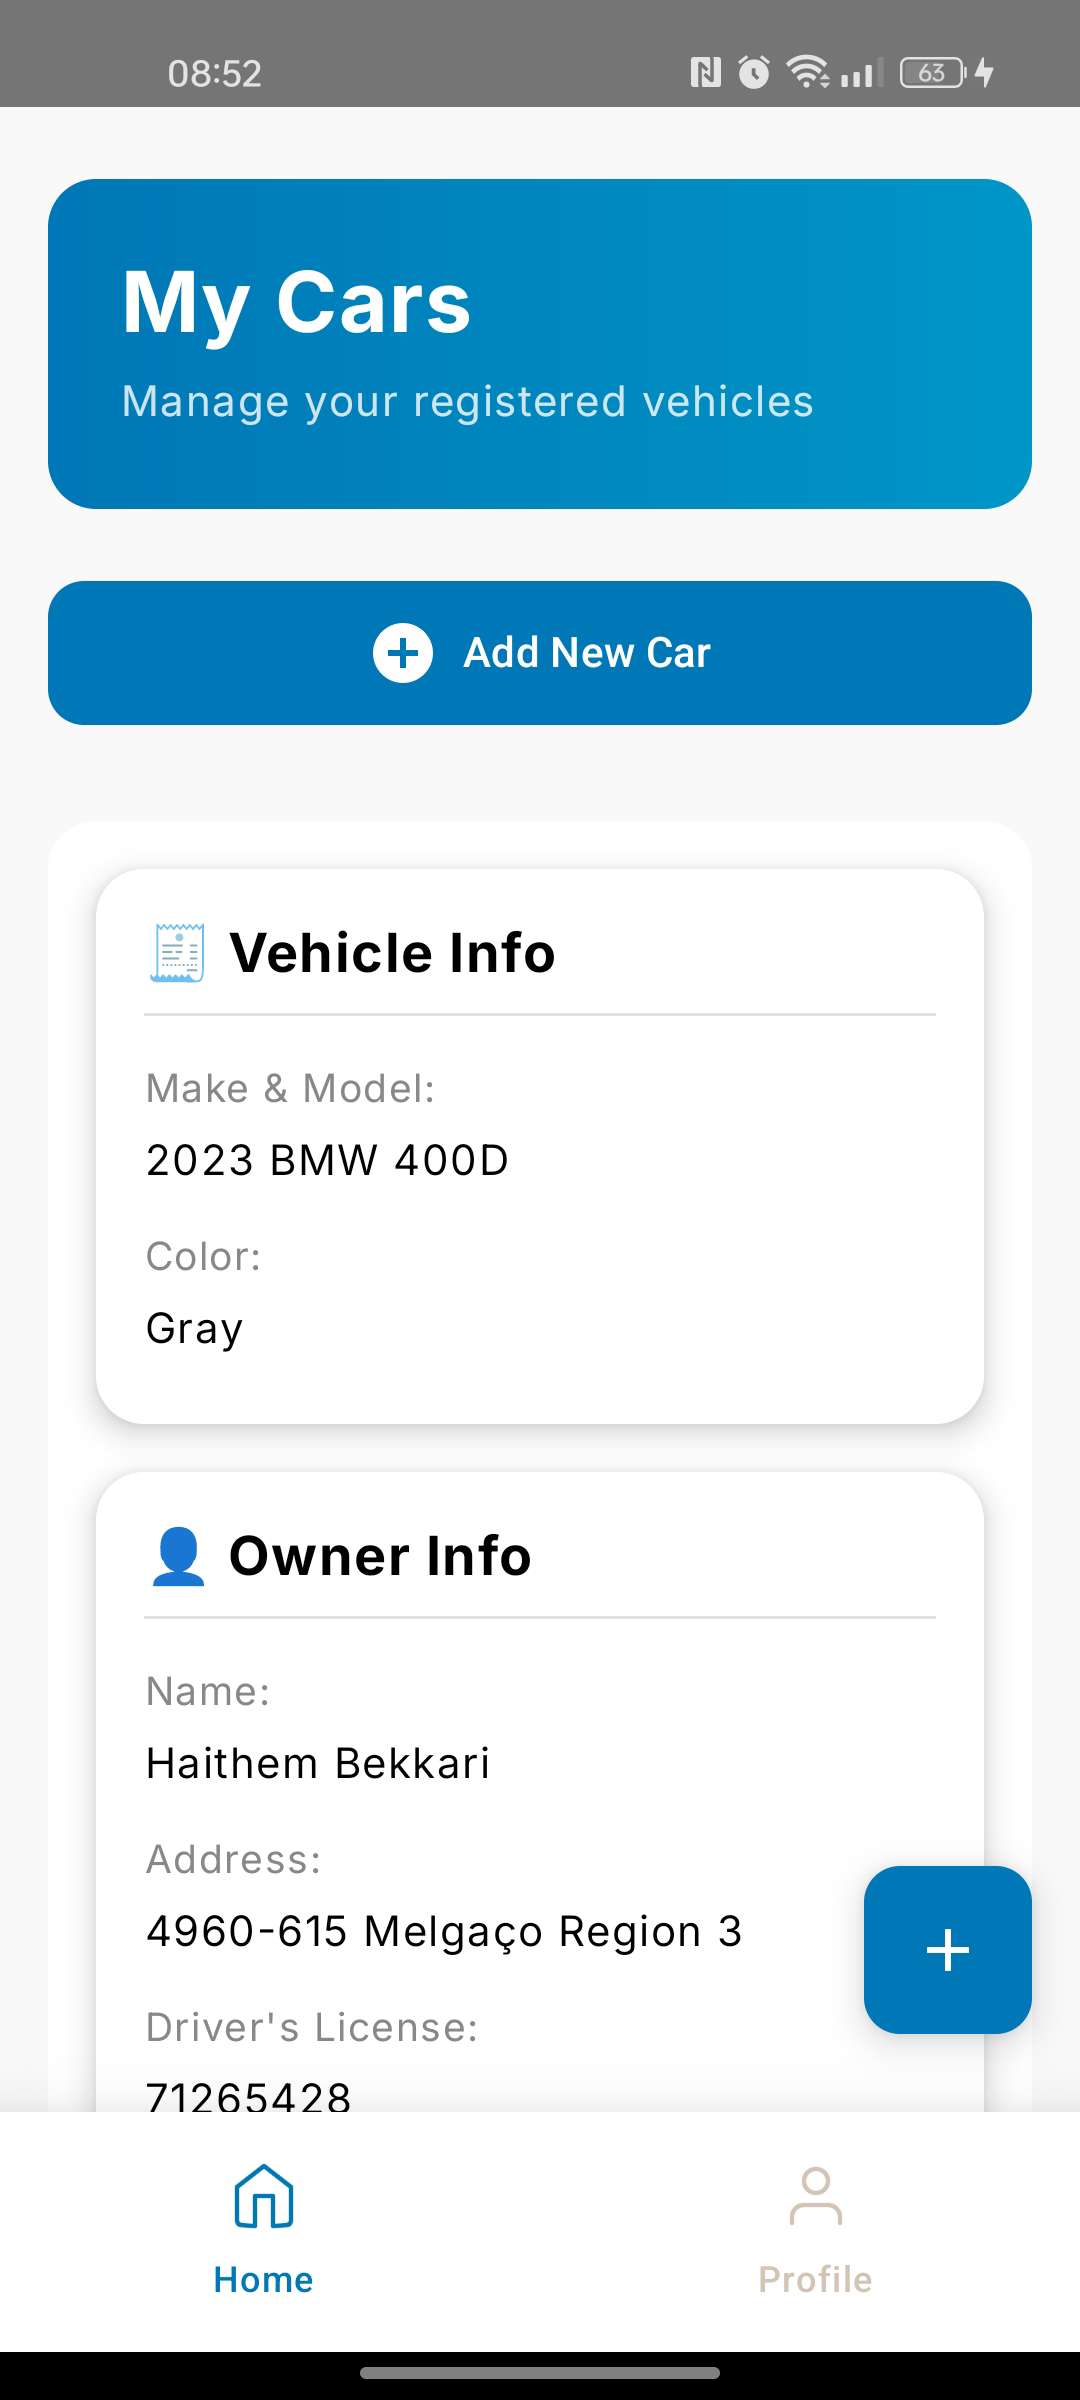 08:52
63
My Cars
Manage your registered vehicles
Add New Car
Vehicle Info
Make & Model:
2023 BMW 400D
Color:
Gray
Owner Info
Name:
Haithem Bekkari
Address:
4960-615 Melgaço Region 3
Driver's License:
71265428
Home
Profile